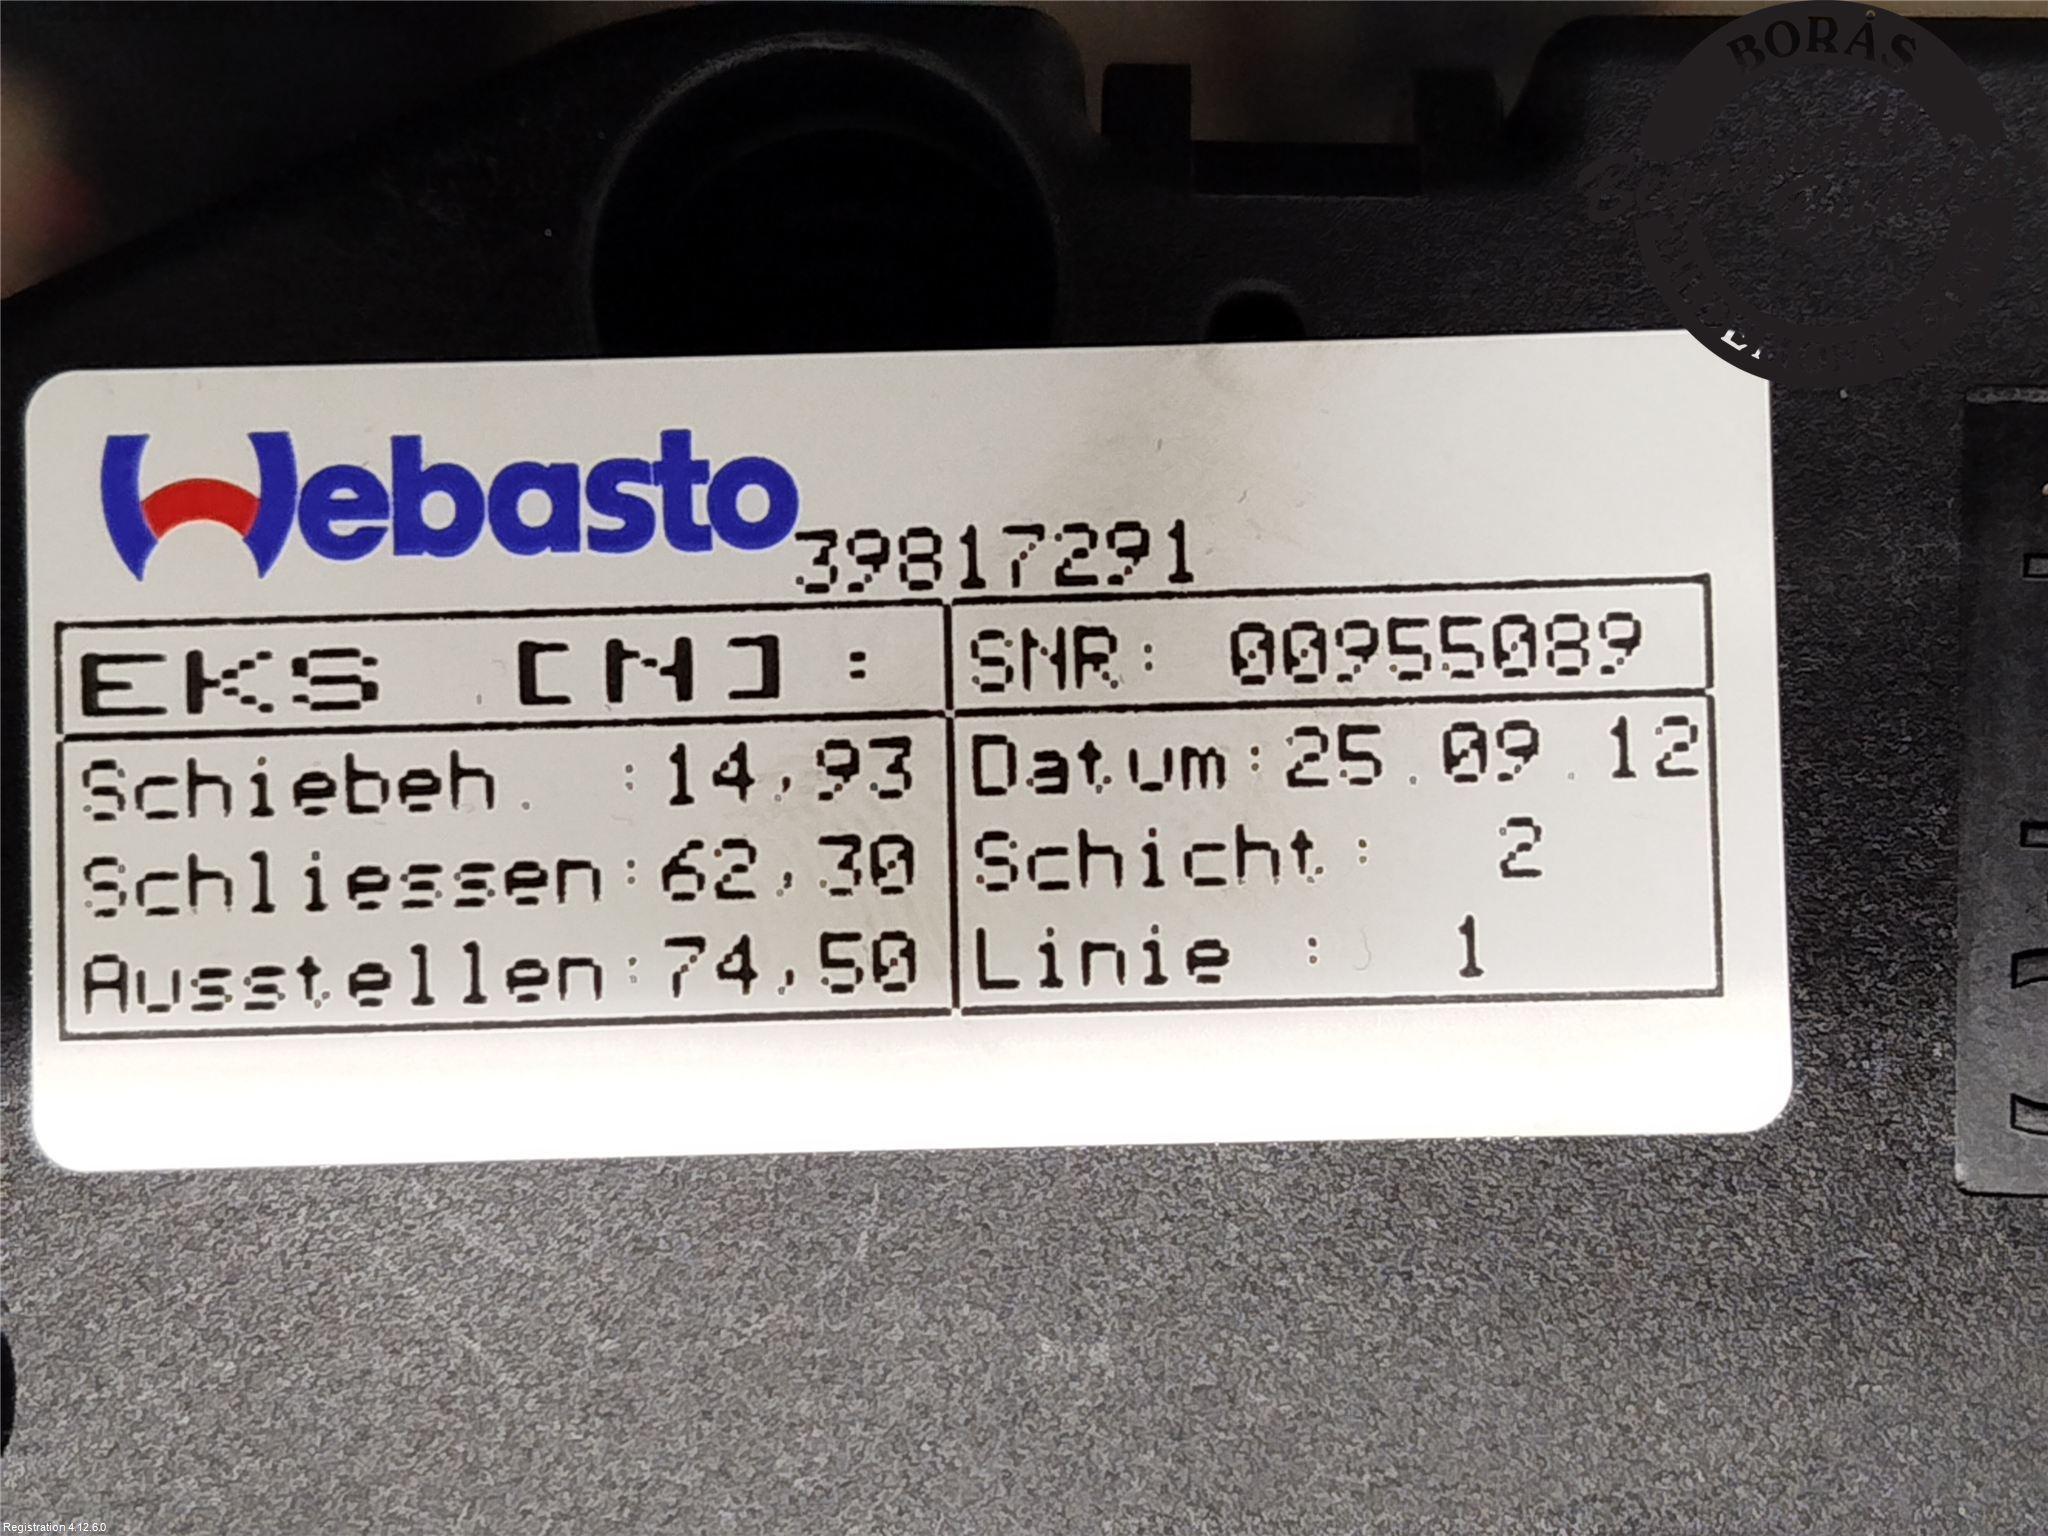 BORÅS
Webasto
39817291
EKS [N]: SNR: 00955089
Schiebeh. :14,93 Datum:25.09.12
Schliessen:62,30 Schicht: 2
Ausstellen:74,50 Linie : 1
Registration 4.12.6.0